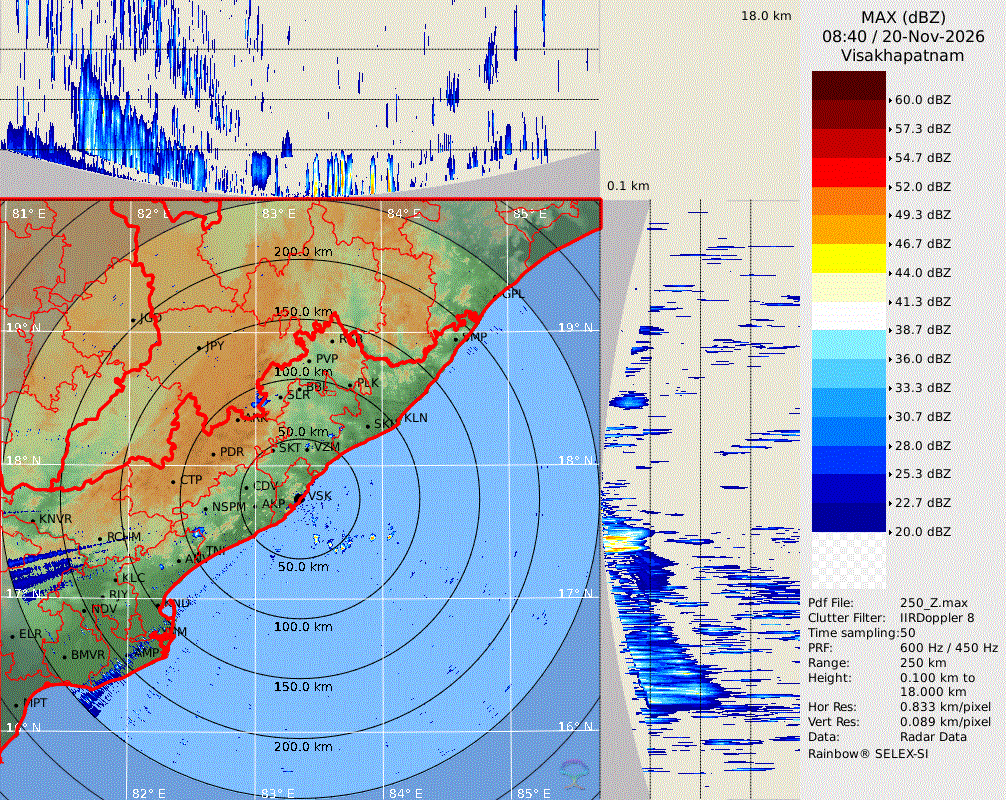 18.0 km
0.1 km
MAX (dBZ)
08:40 / 20-Nov-2026
Visakhapatnam
60.0 dBZ
57.3 dBZ
54.7 dBZ
52.0 dBZ
49.3 dBZ
46.7 dBZ
44.0 dBZ
41.3 dBZ
38.7 dBZ
36.0 dBZ
33.3 dBZ
30.7 dBZ
28.0 dBZ
25.3 dBZ
22.7 dBZ
20.0 dBZ
Pdf File: 250_Z.max
Clutter Filter: IIRDoppler 8
Time sampling:50
PRF: 600 Hz / 450 Hz
Range: 250 km
Height: 0.100 km to
18.000 km
Hor Res: 0.833 km/pixel
Vert Res: 0.089 km/pixel
Data: Radar Data
Rainbow® SELEX-SI
81° E 82° E 83° E 84° E 85° E
200.0 km
GPL
150.0 km
JGD
19° N 19° N
JPY
PVP
100.0 km
PLK
SLR
KLN
50.0 km
SKT
VZM
PDR
18° N 18° N
CTP
CDV
VSK
NSPM
AKP
KNVR
TNI
50.0 km
KLC
RJY
17° N 17° N
NDV
100.0 km
ELR
BMVR
AMP
150.0 km
MPT
16° N 16° N
200.0 km
82° E 83° E 84° E 85° E